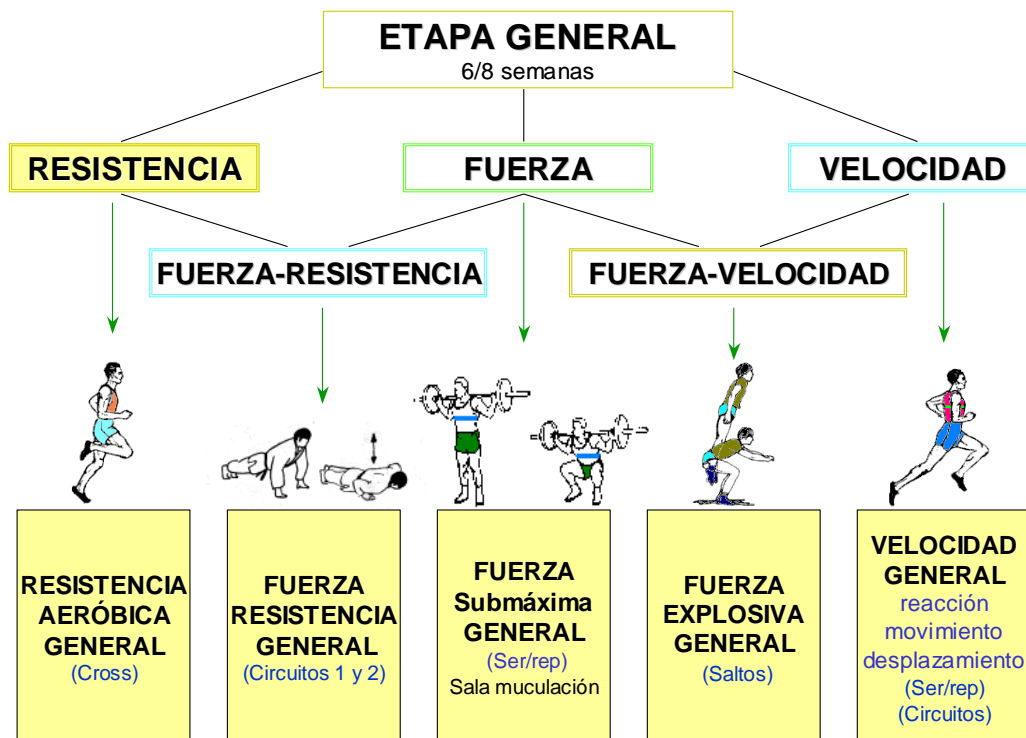 ETAPA GENERAL
6/8 semanas
RESISTENCIA
FUERZA
VELOCIDAD
FUERZA-RESISTENCIA
FUERZA-VELOCIDAD
RESISTENCIA
AERÓBICA
GENERAL
(Cross)
FUERZA
RESISTENCIA
GENERAL
(Circuitos 1 y 2)
FUERZA
Submáxima
GENERAL
(Ser/rep)
Sala muculación
FUERZA
EXPLOSIVA
GENERAL
(Saltos)
VELOCIDAD
GENERAL
reacción
movimiento
desplazamiento
(Ser/rep)
(Circuitos)